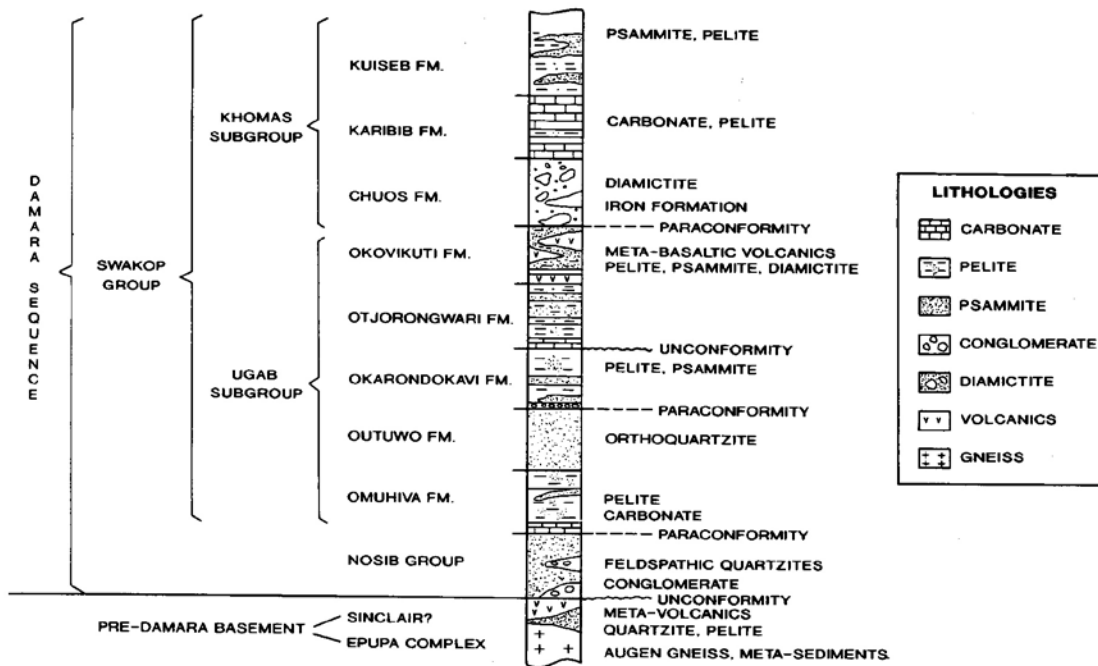 DAMARA SEQUENCE
SWAKOP
GROUP
KHOMAS
SUBGROUP
UGAB
SUBGROUP
KUISEB FM.
KARIBIB FM.
CHUOS FM.
OKOVIKUTI FM.
OTJORONGWARI FM.
OKARONDOKAVI FM.
OUTUWO FM.
OMUHIVA FM.
NOSIB GROUP
PRE-DAMARA BASEMENT
SINCLAIR?
EPUPA COMPLEX
PSAMMITE, PELITE
CARBONATE, PELITE
DIAMICTITE
IRON FORMATION
PARACONFORMITY
META-BASALTIC VOLCANICS
PELITE, PSAMMITE, DIAMICTITE
UNCONFORMITY
PELITE, PSAMMITE
PARACONFORMITY
ORTHOQUARTZITE
PELITE
CARBONATE
PARACONFORMITY
FELDSPATHIC QUARTZITES
CONGLOMERATE
UNCONFORMITY
META-VOLCANICS
QUARTZITE, PELITE
AUGEN GNEISS, META-SEDIMENTS
LITHOLOGIES
CARBONATE
PELITE
PSAMMITE
CONGLOMERATE
DIAMICTITE
VOLCANICS
GNEISS